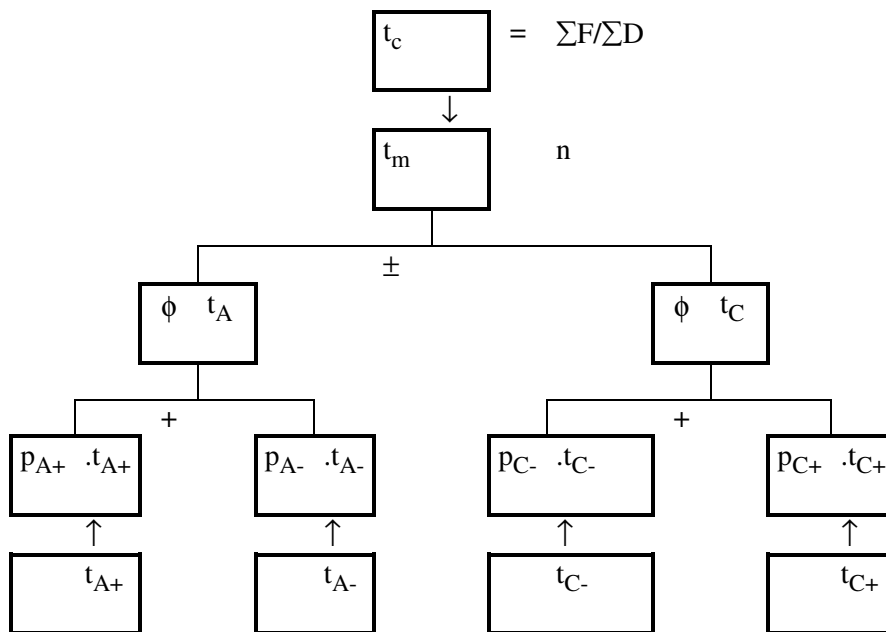 t_c = ∑F/∑D
↓
t_m n
±
ϕ t_A ϕ t_C
+ +
p_A+ .t_A+ p_A- .t_A- p_C- .t_C- p_C+ .t_C+
↑ ↑ ↑ ↑
t_A+ t_A- t_C- t_C+